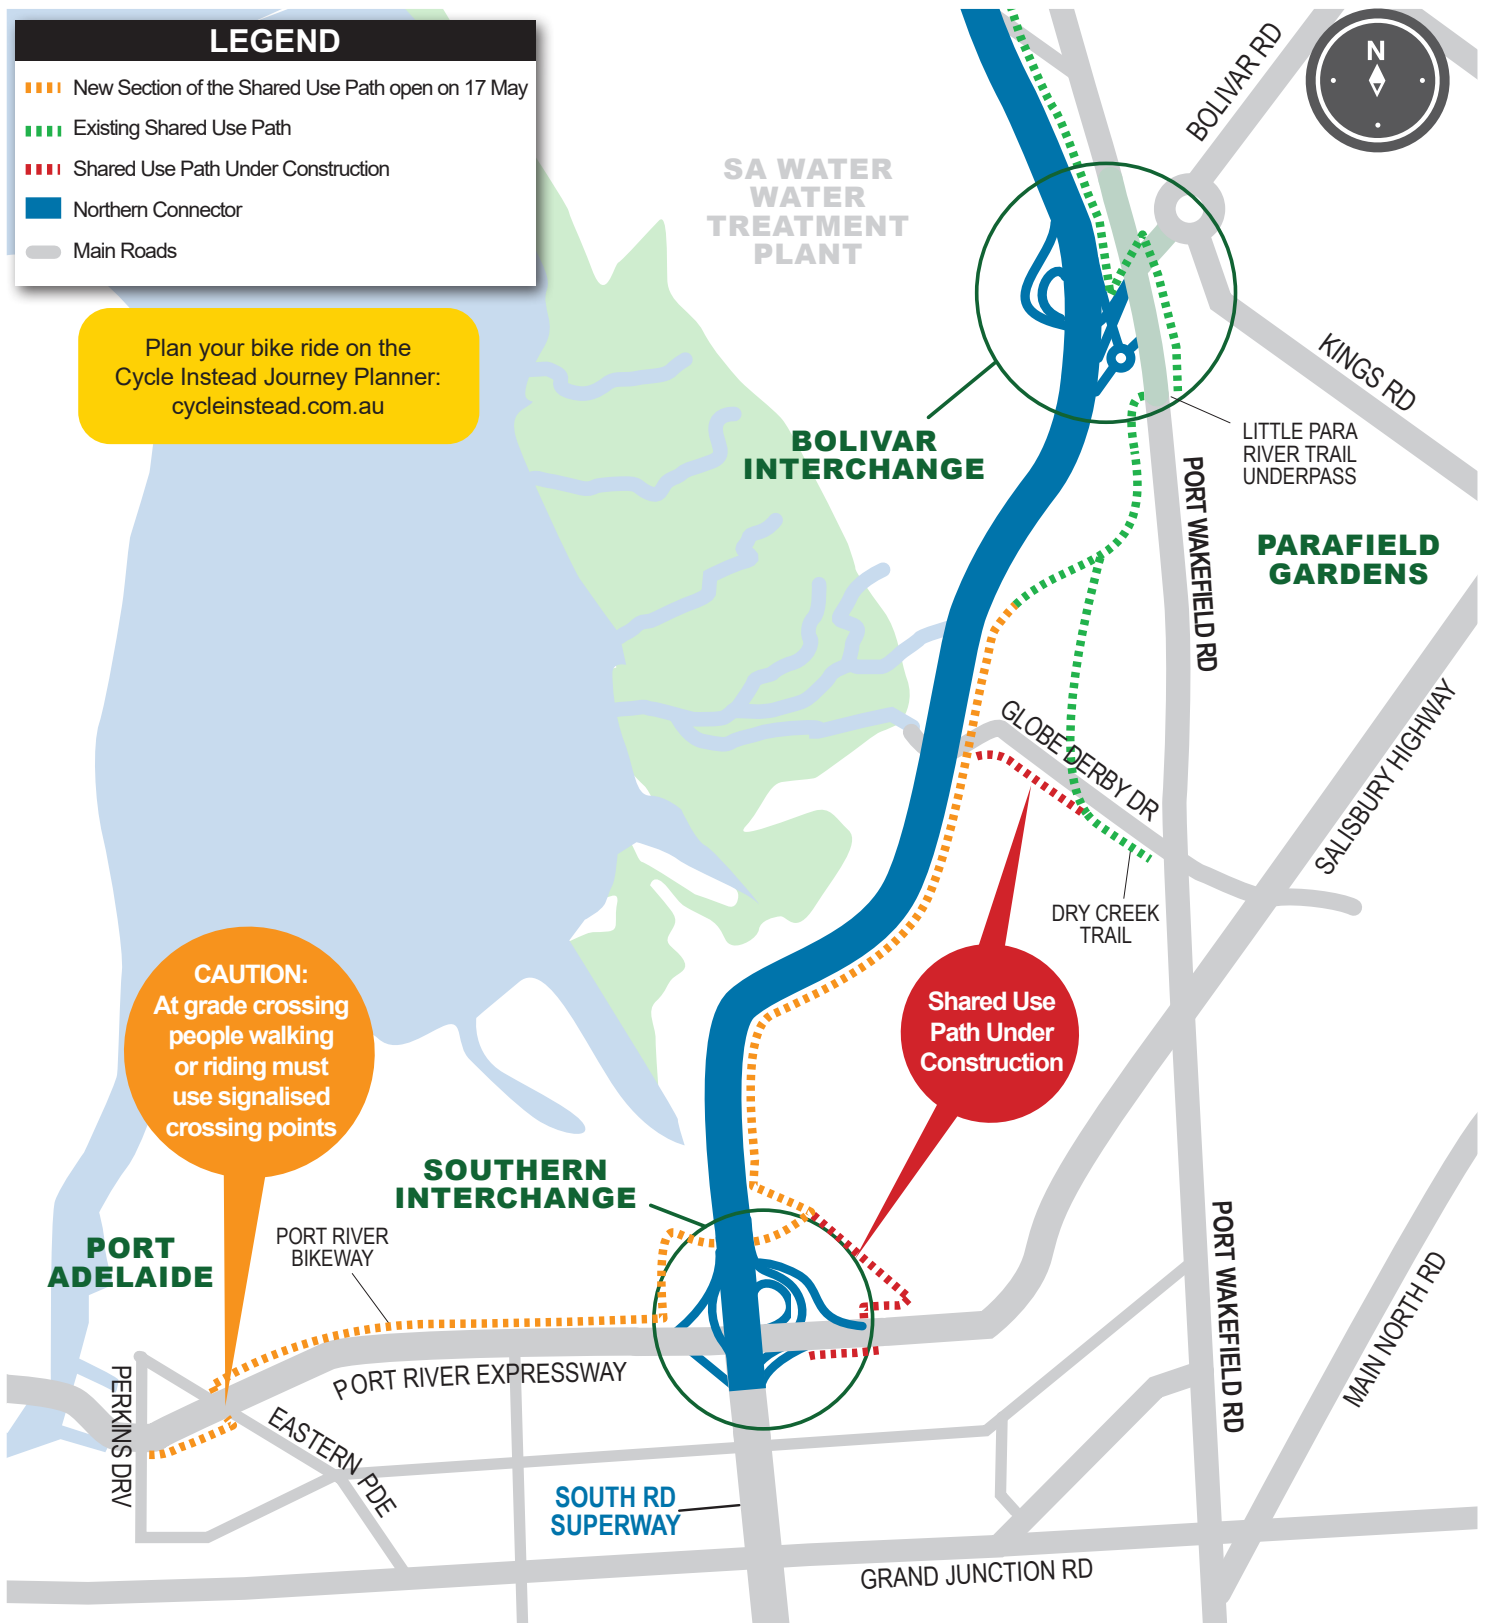 LEGEND
New Section of the Shared Use Path open on 17 May
Existing Shared Use Path
Shared Use Path Under Construction
Northern Connector
Main Roads
Plan your bike ride on the
Cycle Instead Journey Planner:
cycleinstead.com.au
N
BOLIVAR RD
SA WATER
WATER
TREATMENT
PLANT
KINGS RD
BOLIVAR
INTERCHANGE
LITTLE PARA
RIVER TRAIL
UNDERPASS
PORT WAKEFIELD RD
PARAFIELD
GARDENS
GLOBE DERBY DR
SALISBURY HIGHWAY
DRY CREEK
TRAIL
CAUTION:
At grade crossing
people walking
or riding must
use signalised
crossing points
Shared Use
Path Under
Construction
SOUTHERN
INTERCHANGE
PORT
ADELAIDE
PORT RIVER
BIKEWAY
PORT WAKEFIELD RD
MAIN NORTH RD
PERKINS DRV
PORT RIVER EXPRESSWAY
EASTERN PDE
SOUTH RD
SUPERWAY
GRAND JUNCTION RD